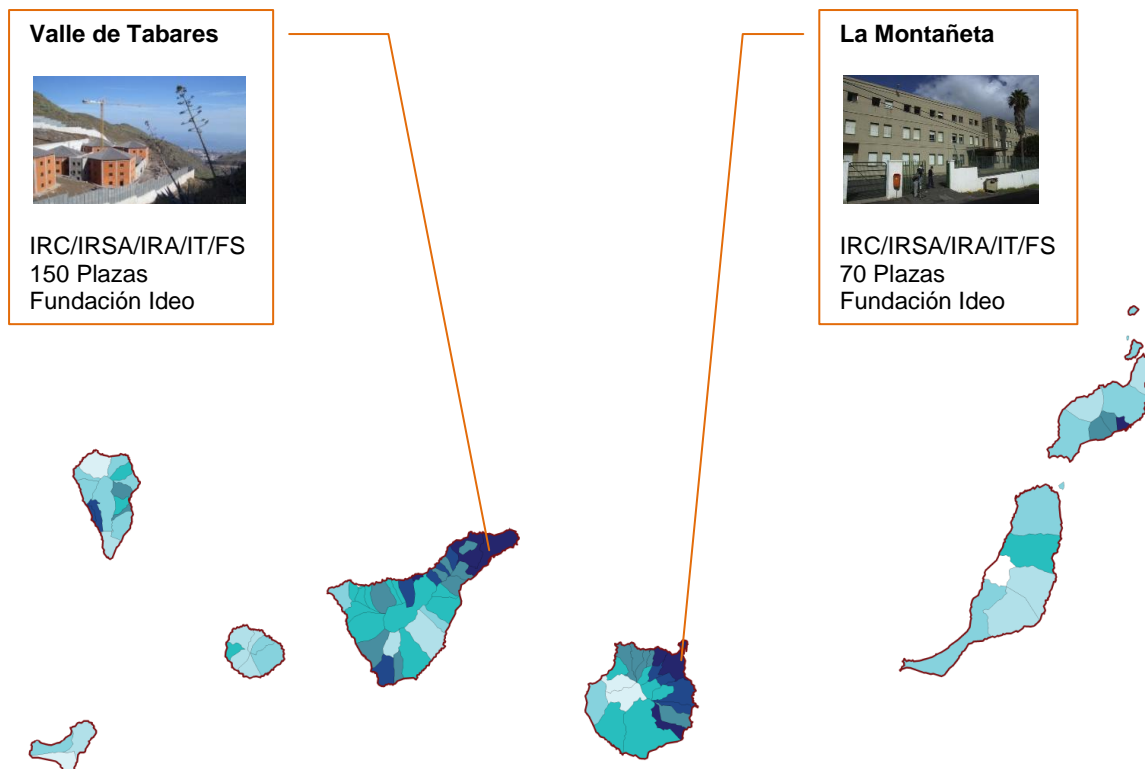 Valle de Tabares
IRC/IRSA/IRA/IT/FS
150 Plazas
Fundación Ideo
La Montañeta
IRC/IRSA/IRA/IT/FS
70 Plazas
Fundación Ideo